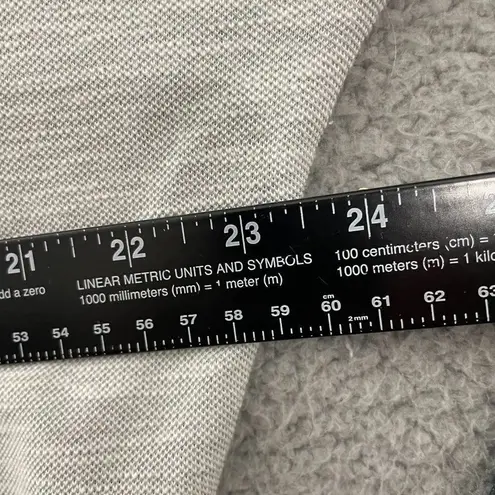 21 22 23 24
dd a zero
LINEAR METRIC UNITS AND SYMBOLS
1000 millimeters (mm) = 1 meter (m)
100 centimeters (cm) =
1000 meters (m) = 1 kilo
cm
53 54 55 56 57 58 59 60 61 62 63
2 mm